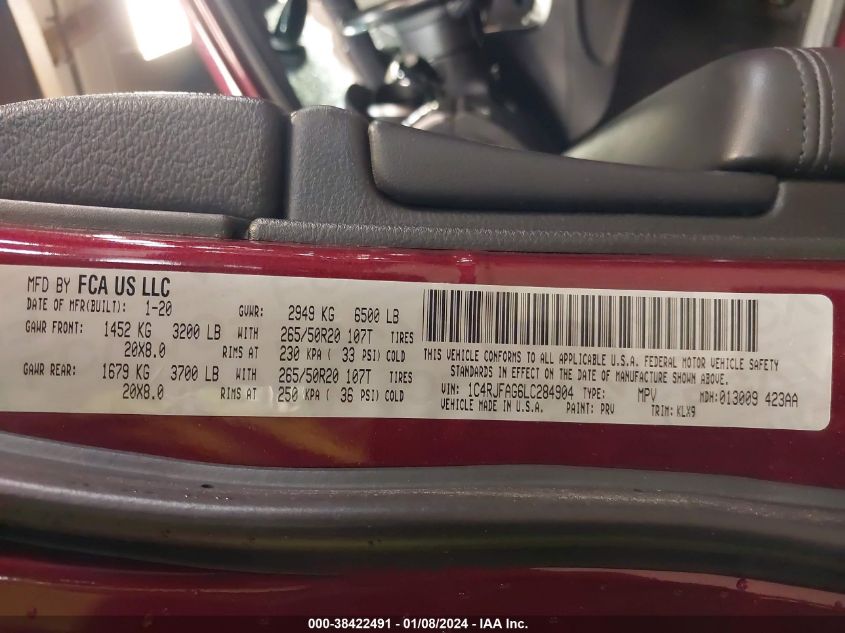 MFD BY FCA US LLC
DATE OF MFR(BUILT): 1-20 GVWR: 2949 KG 6500 LB
GAWR FRONT: 1452 KG 3200 LB WITH 265/50R20 107T TIRES
20X8.0 RIMS AT 230 KPA ( 33 PSI) COLD
GAWR REAR: 1679 KG 3700 LB WITH 265/50R20 107T TIRES
20X8.0 RIMS AT 250 KPA ( 36 PSI) COLD
THIS VEHICLE CONFORMS TO ALL APPLICABLE U.S.A. FEDERAL MOTOR VEHICLE SAFETY
STANDARDS IN EFFECT ON THE DATE OF MANUFACTURE SHOWN ABOVE.
VIN: 1C4RJFAG6LC284904 TYPE: MPV MDH: 013009 423AA
VEHICLE MADE IN U.S.A. PAINT: PRV TRIM: KLX9
000-38422491 - 01/08/2024 - IAA Inc.